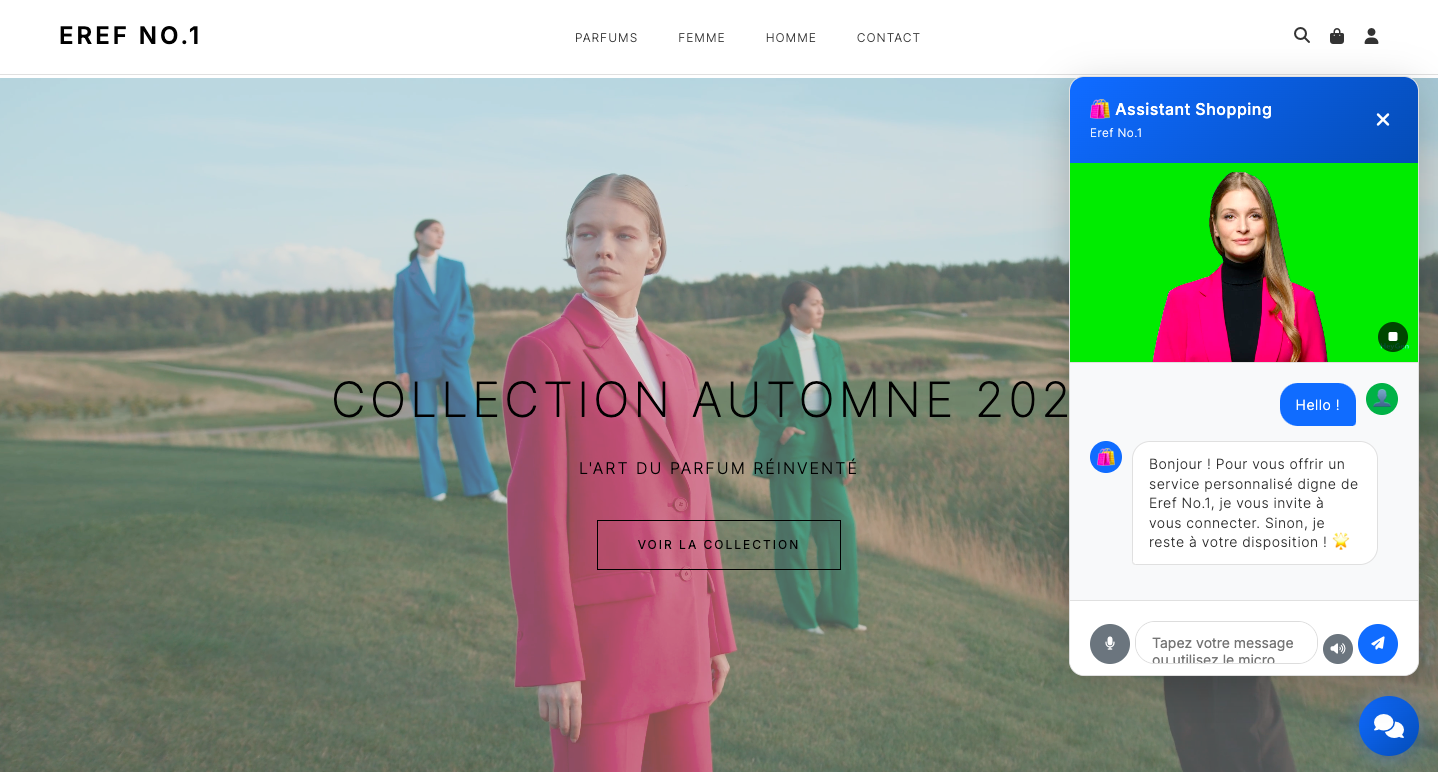 EREF NO.1
PARFUMS FEMME HOMME CONTACT
COLLECTION AUTOMNE 202
L'ART DU PARFUM RÉINVENTÉ
VOIR LA COLLECTION
Assistant Shopping
Eref No.1
Hello !
Bonjour ! Pour vous offrir un
service personnalisé digne de
Eref No.1, je vous invite à
vous connecter. Sinon, je
reste à votre disposition !
Tapez votre message
ou utilisez le micro